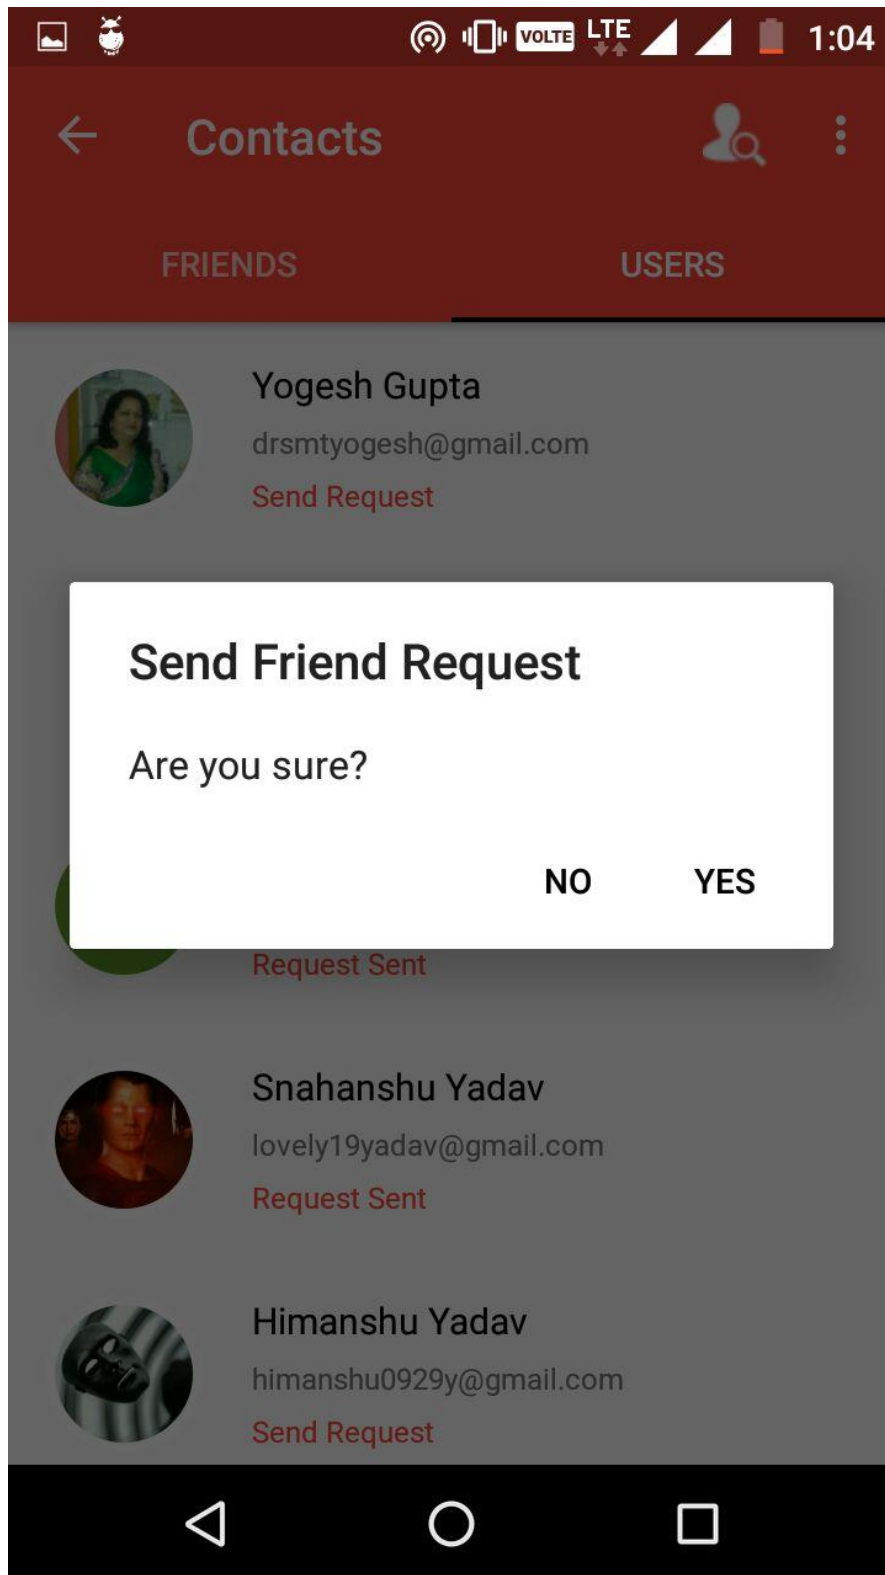 VOLTE LTE 1:04
Contacts
FRIENDS USERS
Yogesh Gupta
drsmtyogesh@gmail.com
Send Request
Send Friend Request
Are you sure?
NO YES
Request Sent
Snahanshu Yadav
lovely19yadav@gmail.com
Request Sent
Himanshu Yadav
himanshu0929y@gmail.com
Send Request